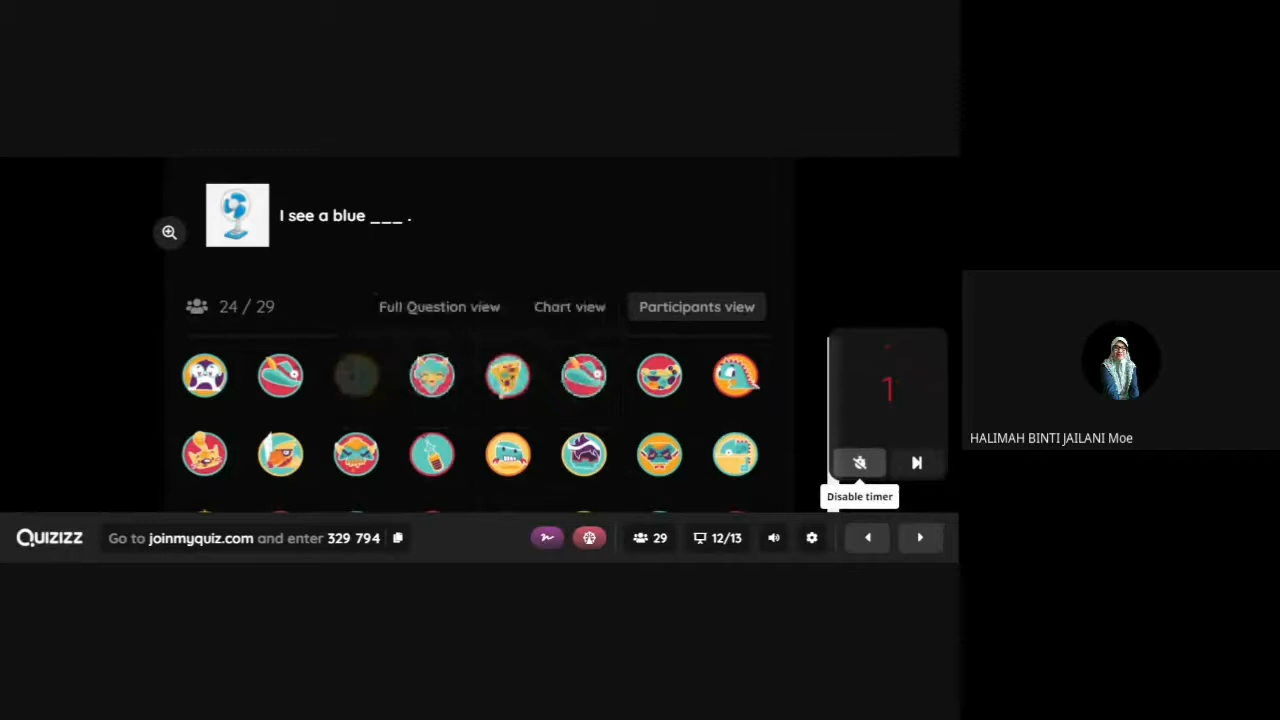 I see a blue ___ .
24 / 29
Full Question view
Chart view
Participants view
1
Disable timer
HALIMAH BINTI JAILANI Moe
QUIZIZZ
Go to joinmyquiz.com and enter 329 794
29
12/13